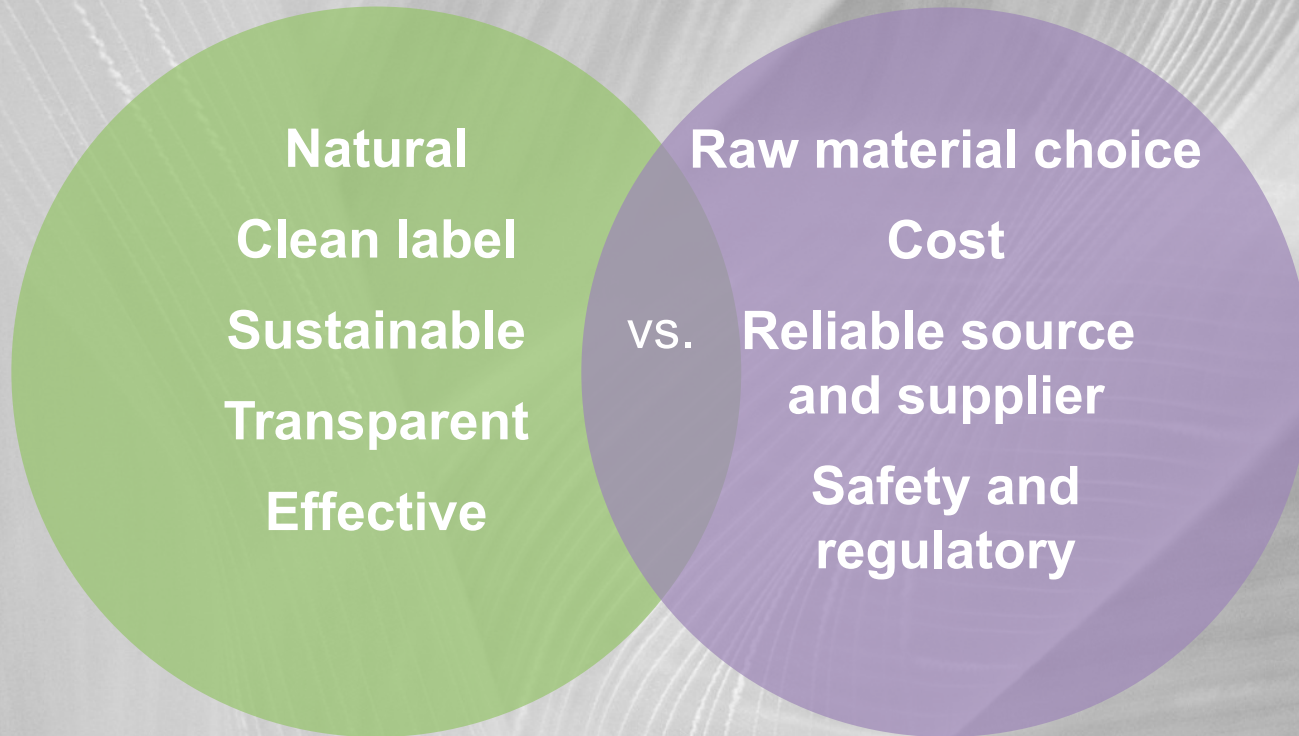 Natural
Clean label
Sustainable
Transparent
Effective
vs.
Raw material choice
Cost
Reliable source
and supplier
Safety and
regulatory